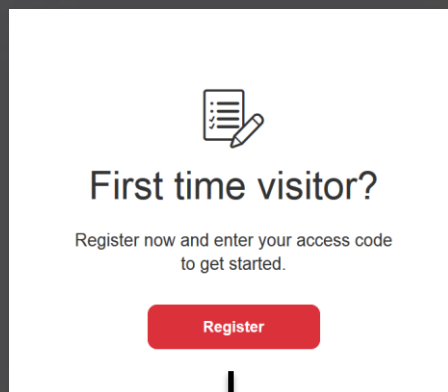 First time visitor?
Register now and enter your access code
to get started.
Register